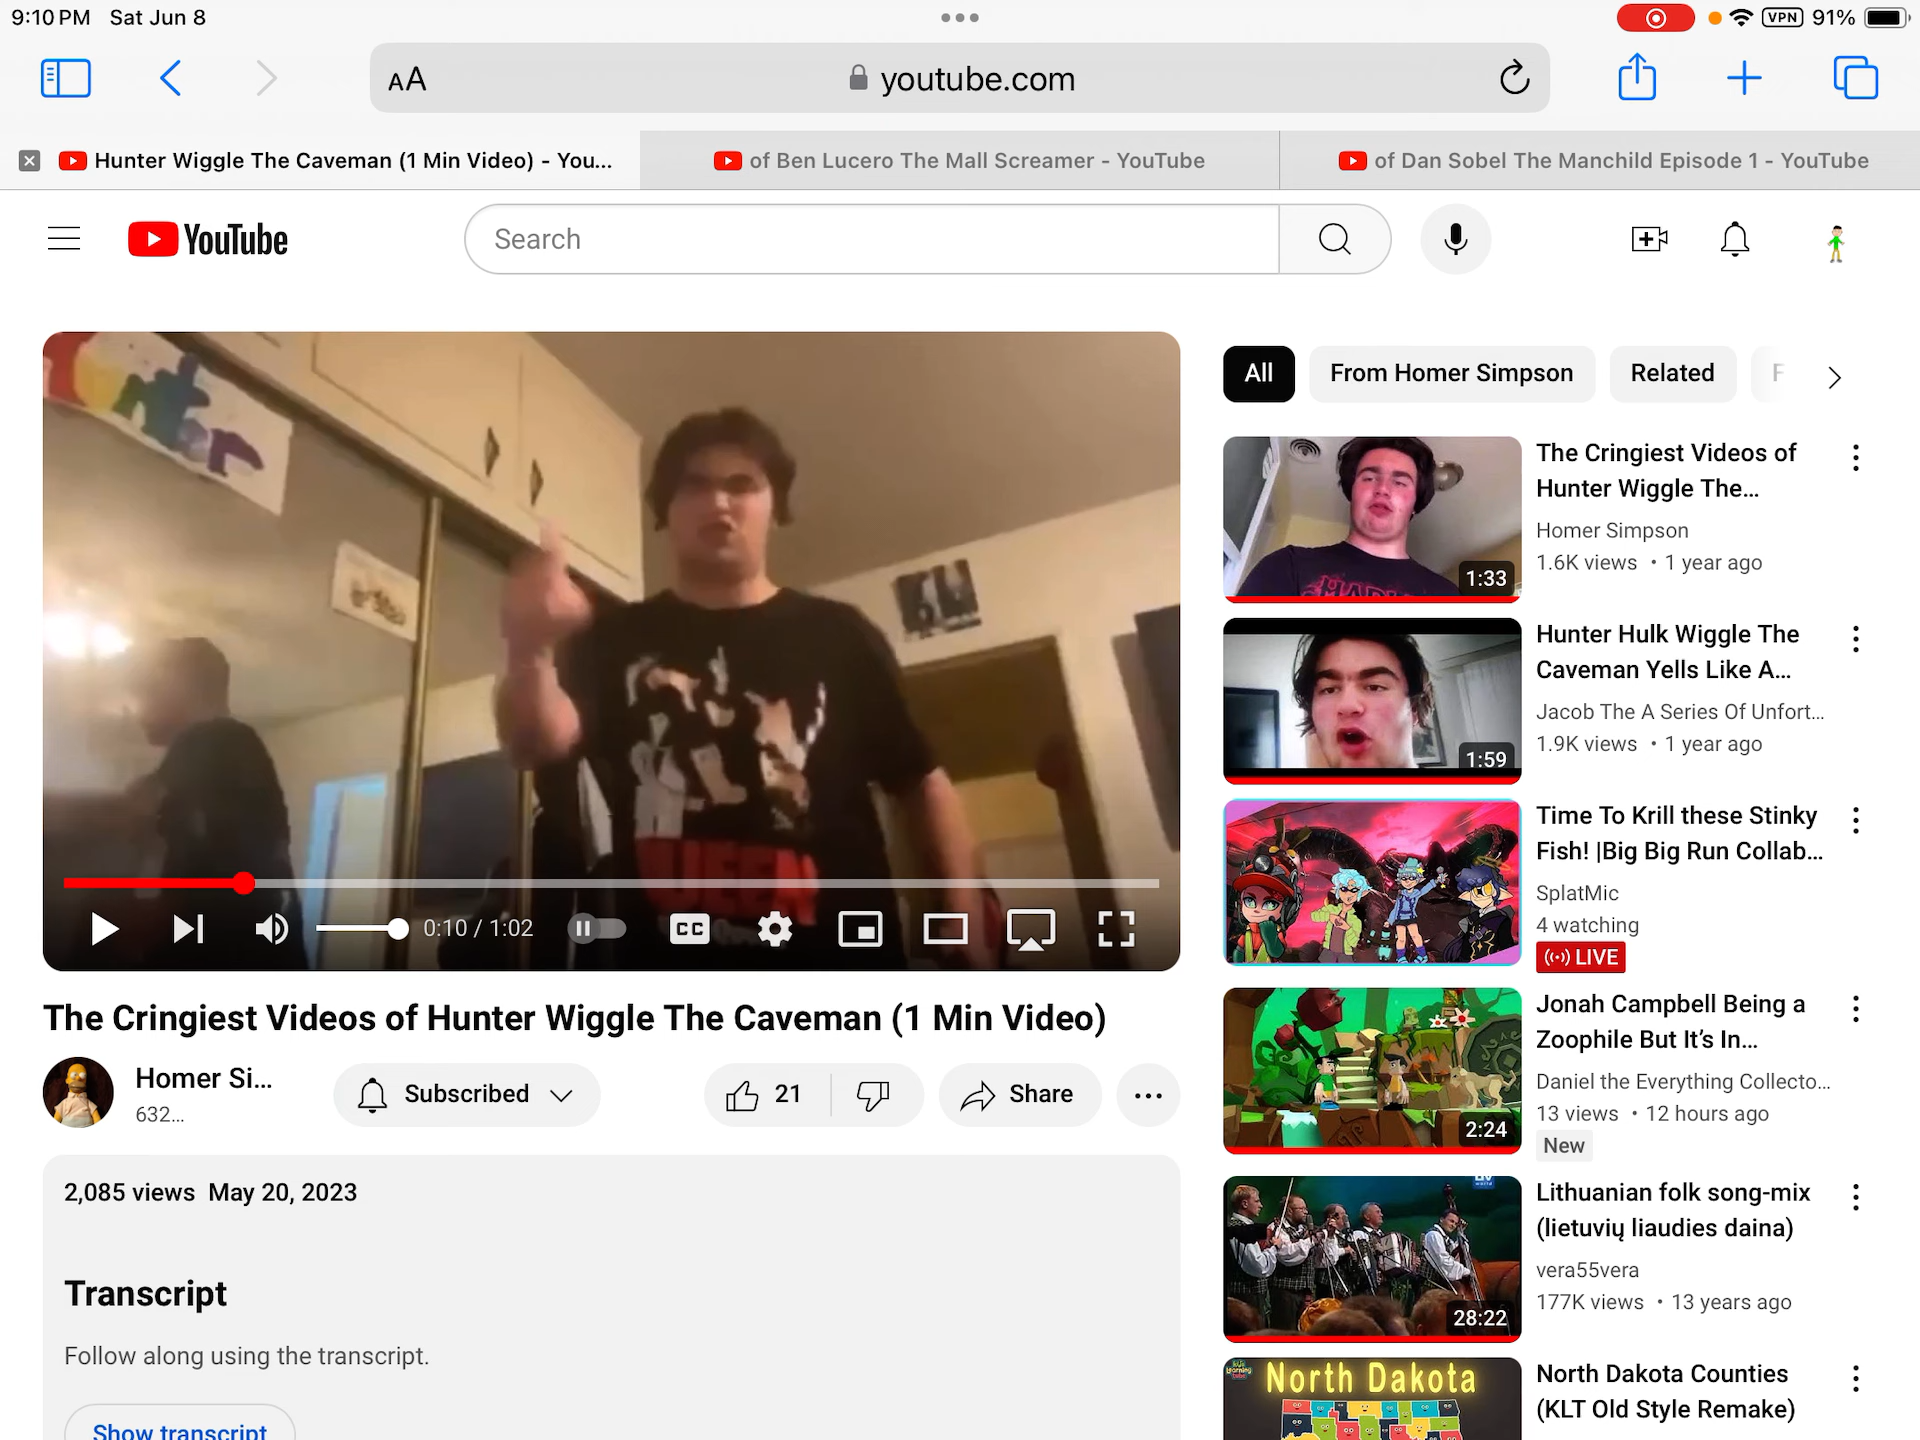 9:10 PM Sat Jun 8
VPN 91%
AA
youtube.com
Hunter Wiggle The Caveman (1 Min Video) - You...
of Ben Lucero The Mall Screamer - YouTube
of Dan Sobel The Manchild Episode 1 - YouTube
YouTube
Search
QUEEN
0:10 / 1:02
CC
The Cringiest Videos of Hunter Wiggle The Caveman (1 Min Video)
Homer Si...
632...
Subscribed
21
Share
2,085 views May 20, 2023
Transcript
Follow along using the transcript.
Show transcript
All
From Homer Simpson
Related
F
1:33
The Cringiest Videos of
Hunter Wiggle The...
Homer Simpson
1.6K views • 1 year ago
1:59
Hunter Hulk Wiggle The
Caveman Yells Like A...
Jacob The A Series Of Unfort...
1.9K views • 1 year ago
Time To Krill these Stinky
Fish! |Big Big Run Collab...
SplatMic
4 watching
LIVE
2:24
Jonah Campbell Being a
Zoophile But It’s In...
Daniel the Everything Collecto...
13 views • 12 hours ago
New
28:22
Lithuanian folk song-mix
(lietuvių liaudies daina)
vera55vera
177K views • 13 years ago
North Dakota
North Dakota Counties
(KLT Old Style Remake)